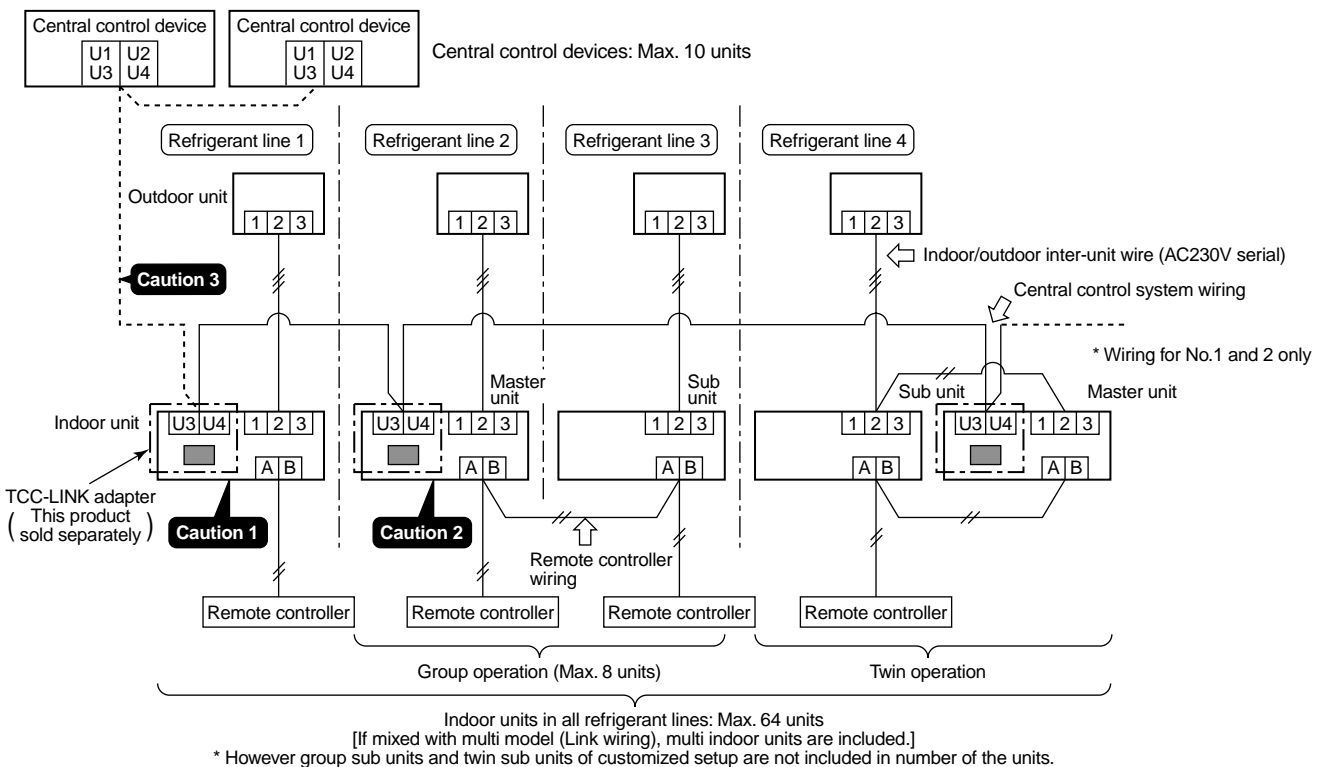 Central control device
U1 U2
U3 U4
Central control device
U1 U2
U3 U4
Central control devices: Max. 10 units
Refrigerant line 1
Refrigerant line 2
Refrigerant line 3
Refrigerant line 4
Outdoor unit
1 2 3
1 2 3
1 2 3
1 2 3
Indoor/outdoor inter-unit wire (AC230V serial)
Caution 3
Central control system wiring
* Wiring for No.1 and 2 only
Master
unit
Sub
unit
Sub unit
Master unit
Indoor unit
U3 U4
1 2 3
U3 U4
1 2 3
1 2 3
1 2 3
U3 U4
1 2 3
A B
A B
A B
A B
A B
TCC-LINK adapter
( This product
sold separately )
Caution 1
Caution 2
Remote controller
wiring
Remote controller
Remote controller
Remote controller
Remote controller
Group operation (Max. 8 units)
Twin operation
Indoor units in all refrigerant lines: Max. 64 units
[If mixed with multi model (Link wiring), multi indoor units are included.]
* However group sub units and twin sub units of customized setup are not included in number of the units.